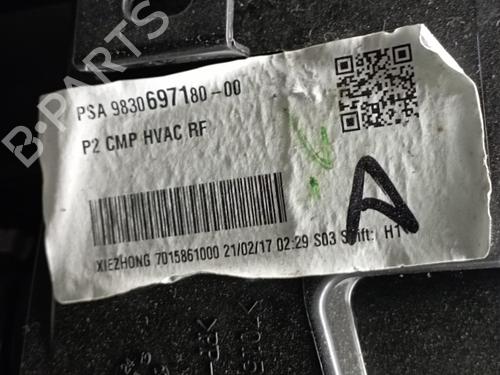 PSA 9830697180-00
P2 CMP HVAC RF
A
XIEZHONG 7015861000 21/02/17 02:29 S03 Shift: H1
B-PARTS